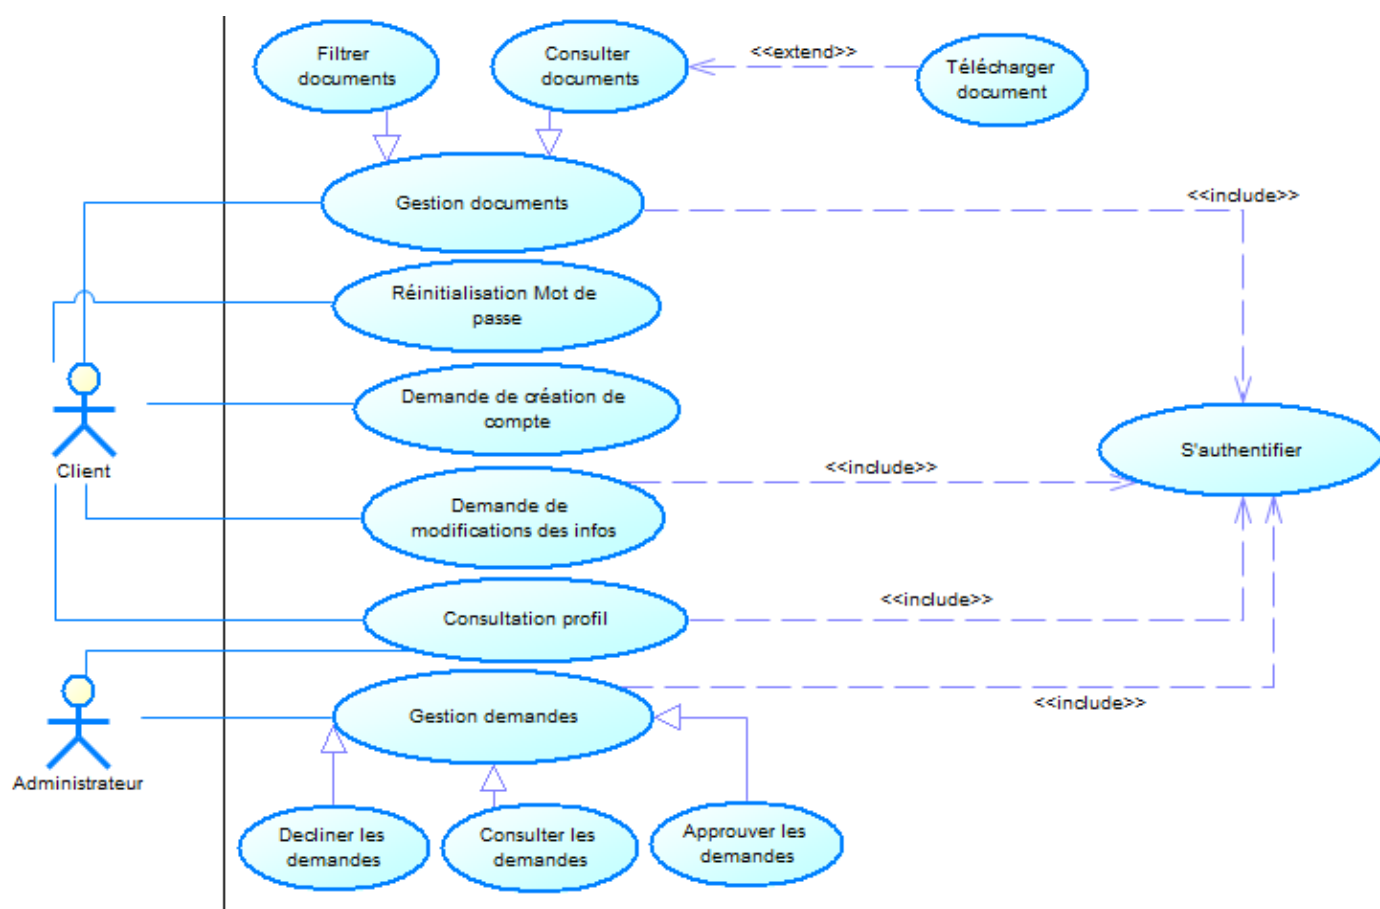 Filtrer
documents
Consulter
documents
<<extend>>
Télécharger
document
Gestion documents
<<include>>
Réinitialisation Mot de
passe
Demande de création de
compte
Client
S'authentifier
<<include>>
Demande de
modifications des infos
<<include>>
Consultation profil
<<include>>
Gestion demandes
Administrateur
Decliner les
demandes
Consulter les
demandes
Approuver les
demandes